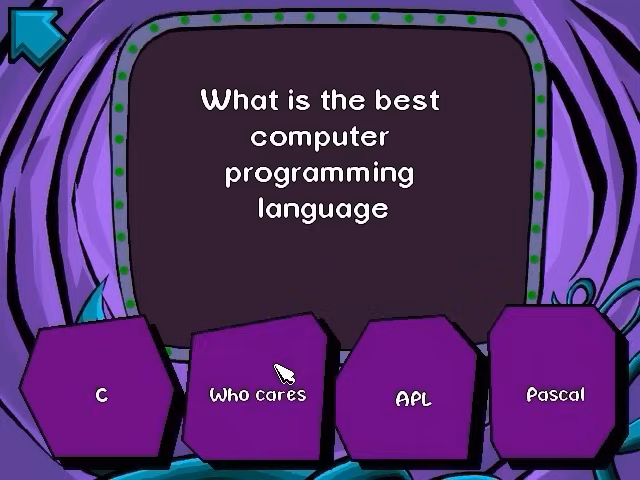 What is the best
computer
programming
language
C
Who cares
APL
Pascal